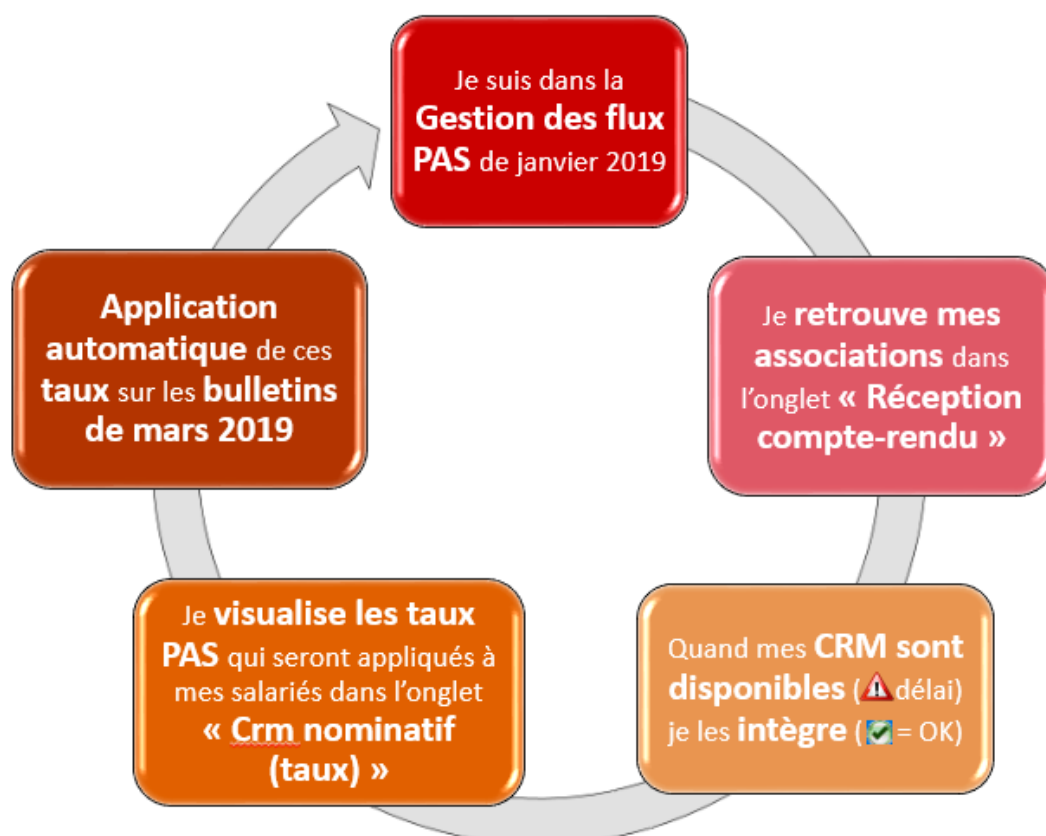 Je suis dans la
Gestion des flux
PAS de janvier 2019
Je retrouve mes
associations dans
l’onglet « Réception
compte-rendu »
Quand mes CRM sont
disponibles (⚠délai)
je les intègre (✅= OK)
Je visualise les taux
PAS qui seront appliqués à
mes salariés dans l’onglet
« Crm nominatif
(taux) »
Application
automatique de ces
taux sur les bulletins
de mars 2019